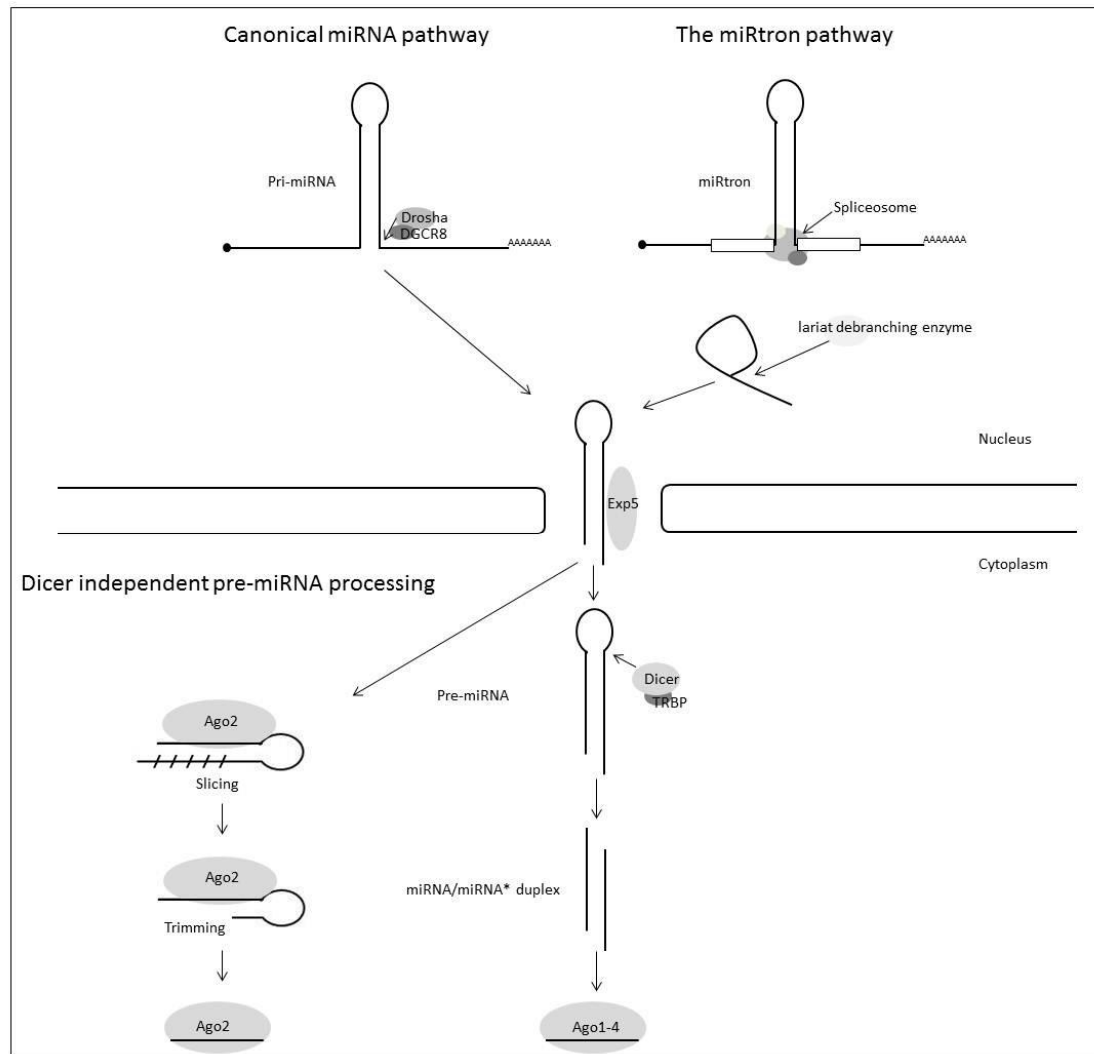 Canonical miRNA pathway
The miRtron pathway
Pri-miRNA
Drosha
DGCR8
AAAAAAA
miRtron
Spliceosome
AAAAAAA
lariat debranching enzyme
Nucleus
Exp5
Cytoplasm
Dicer independent pre-miRNA processing
Pre-miRNA
Dicer
TRBP
Ago2
Slicing
Ago2
miRNA/miRNA* duplex
Trimming
Ago2
Ago1-4